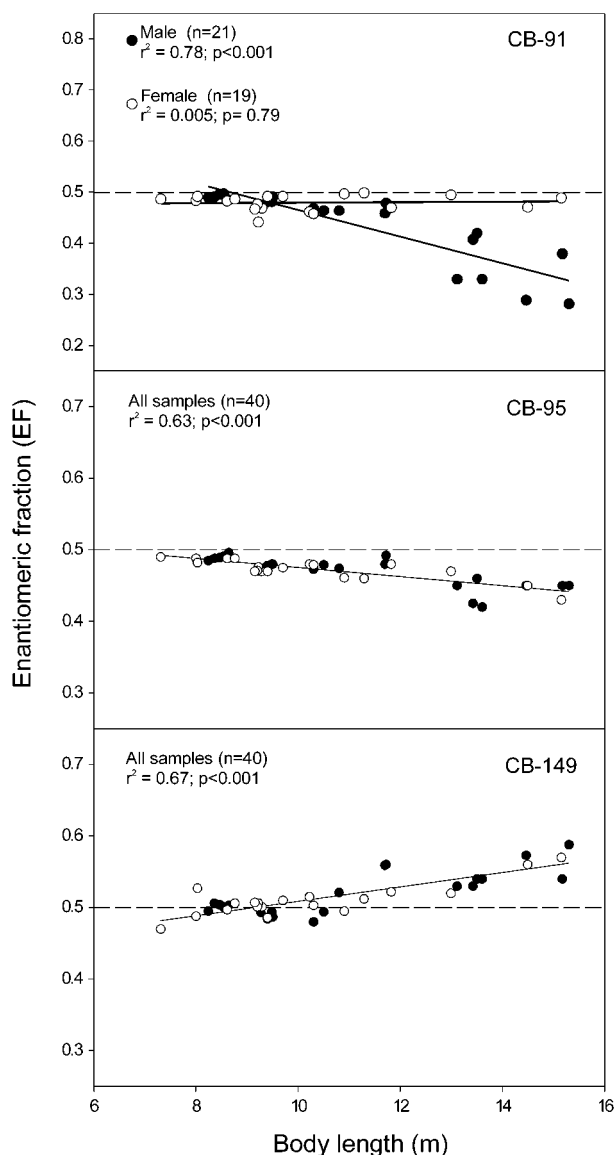 Male (n=21)
r² = 0.78; p<0.001
Female (n=19)
r² = 0.005; p= 0.79
CB-91
0.8
0.7
0.6
0.5
0.4
0.3
0.2
All samples (n=40)
r² = 0.63; p<0.001
CB-95
0.7
0.6
0.5
0.4
0.3
All samples (n=40)
r² = 0.67; p<0.001
CB-149
0.7
0.6
0.5
0.4
0.3
6 8 10 12 14 16
Enantiomeric fraction (EF)
Body length (m)